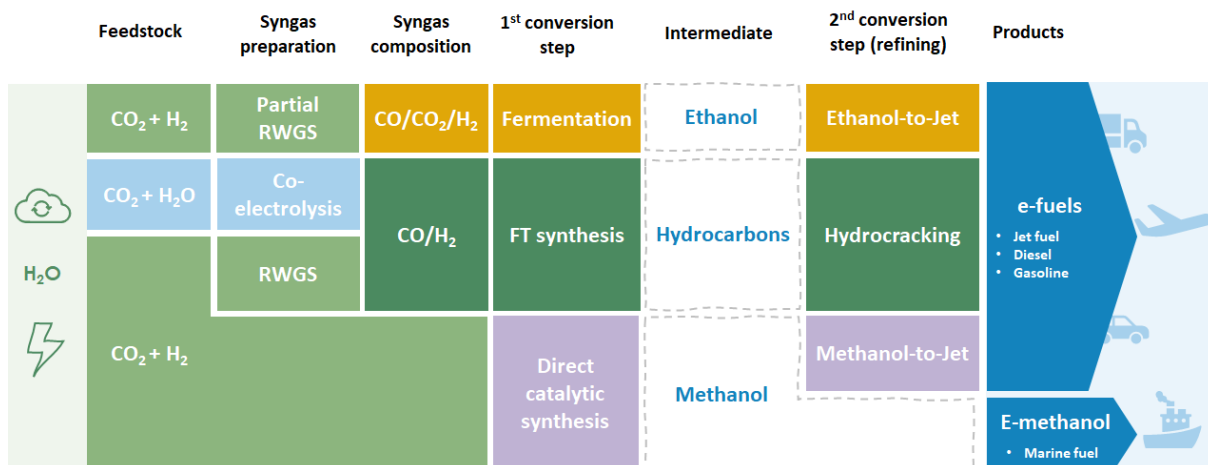 Feedstock
Syngas
preparation
Syngas
composition
1st conversion
step
Intermediate
2nd conversion
step (refining)
Products
CO₂ + H₂
Partial
RWGS
CO/CO₂/H₂
Fermentation
Ethanol
Ethanol-to-Jet
CO₂ + H₂O
Co-
electrolysis
CO/H₂
FT synthesis
Hydrocarbons
Hydrocracking
e-fuels
• Jet fuel
• Diesel
• Gasoline
H₂O
RWGS
CO₂ + H₂
Direct
catalytic
synthesis
Methanol
Methanol-to-Jet
E-methanol
• Marine fuel